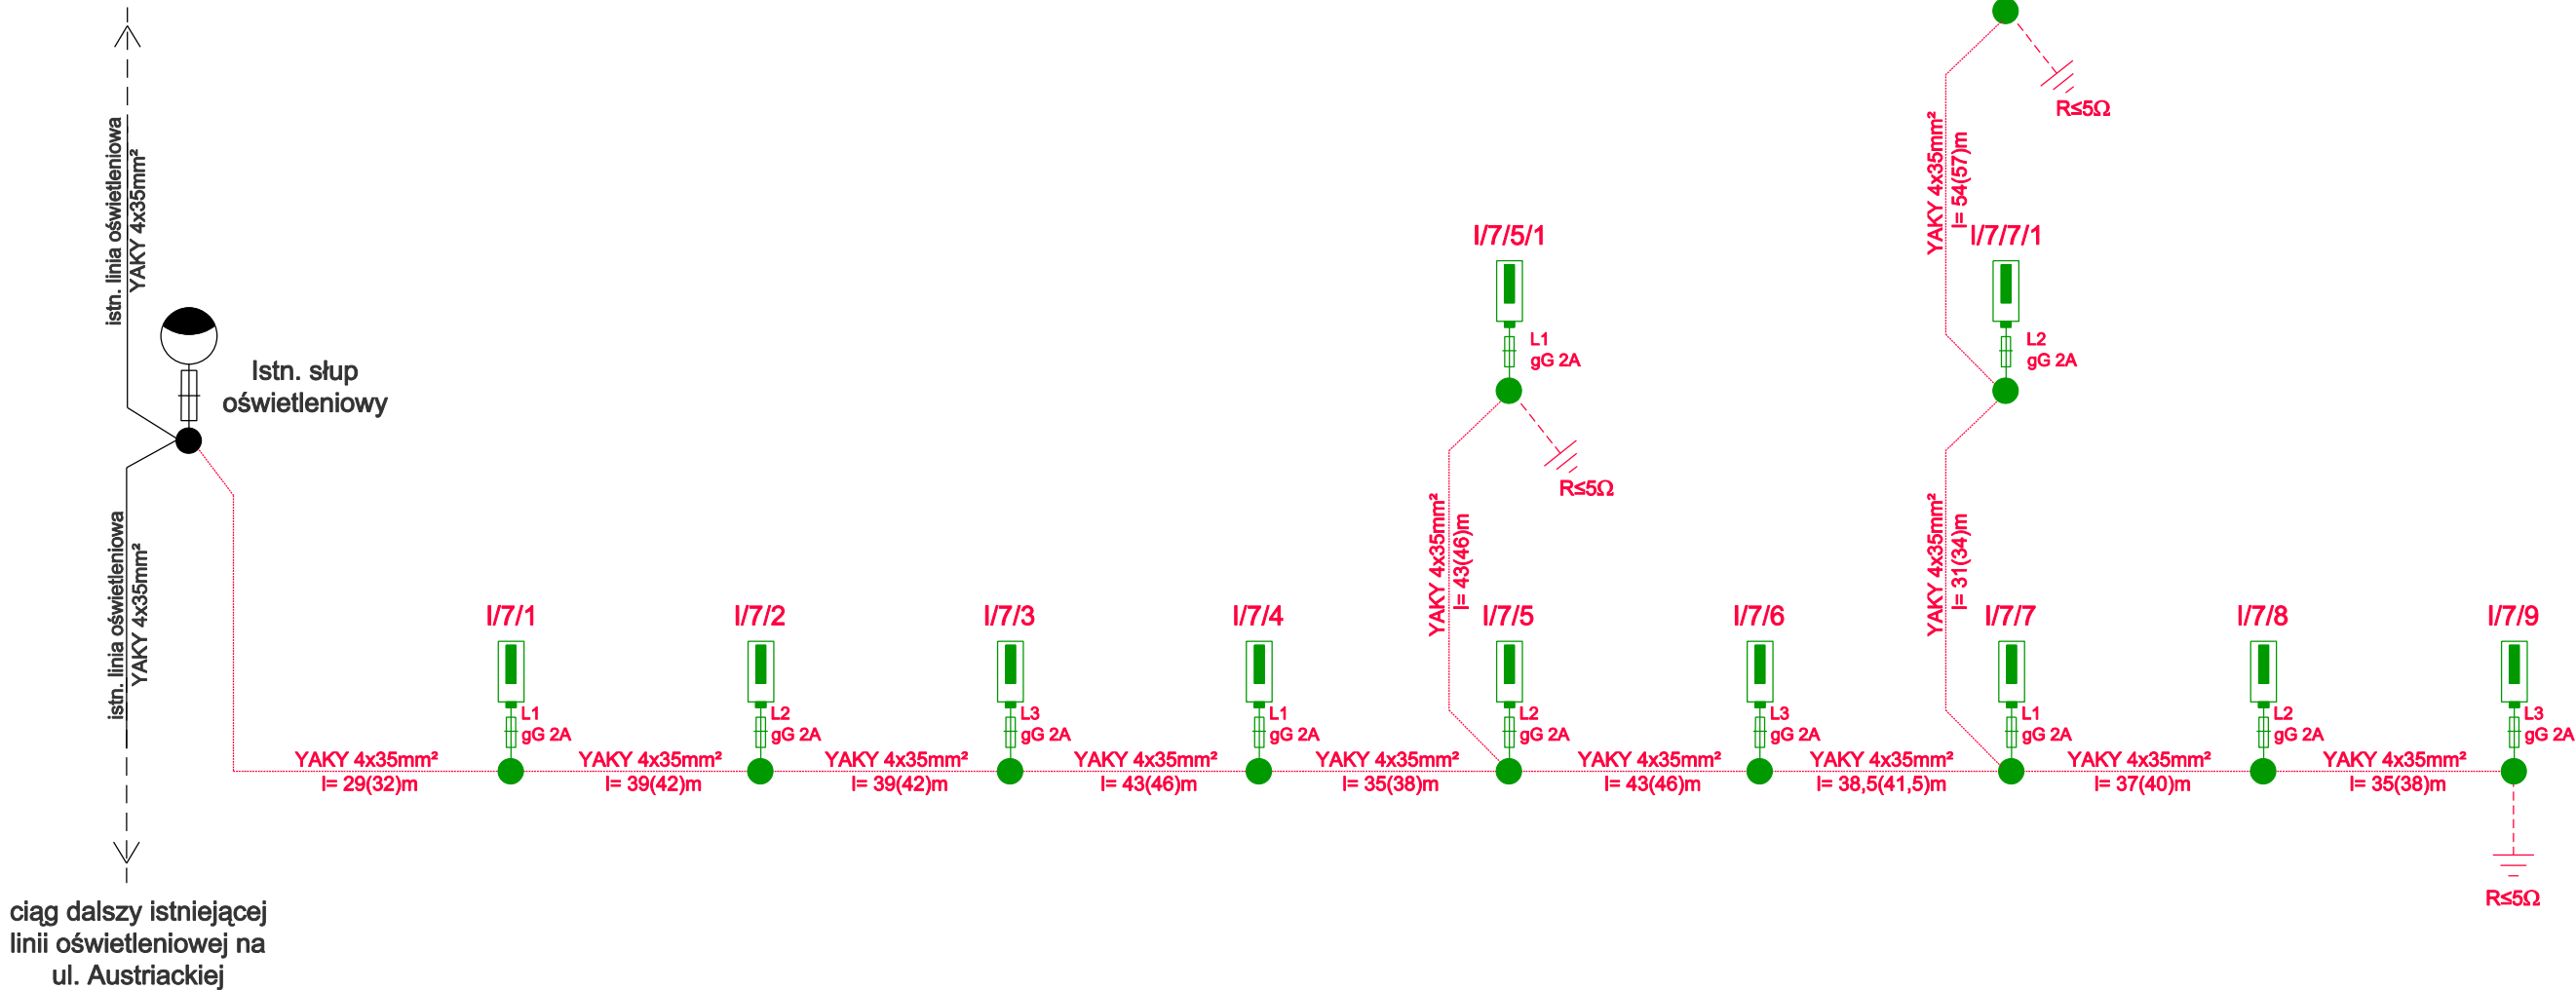 istn. linia oświetleniowa
YAKY 4x35mm²
Istn. słup
oświetleniowy
istn. linia oświetleniowa
YAKY 4x35mm²
ciąg dalszy istniejącej
linii oświetleniowej na
ul. Austriackiej
R≤5Ω
YAKY 4x35mm²
l= 54(57)m
I/7/5/1
L1
gG 2A
R≤5Ω
I/7/7/1
L2
gG 2A
YAKY 4x35mm²
l= 43(46)m
YAKY 4x35mm²
l= 31(34)m
I/7/1
L1
gG 2A
I/7/2
L2
gG 2A
I/7/3
L3
gG 2A
I/7/4
L1
gG 2A
I/7/5
L2
gG 2A
I/7/6
L3
gG 2A
I/7/7
L1
gG 2A
I/7/8
L2
gG 2A
I/7/9
L3
gG 2A
YAKY 4x35mm²
l= 29(32)m
YAKY 4x35mm²
l= 39(42)m
YAKY 4x35mm²
l= 39(42)m
YAKY 4x35mm²
l= 43(46)m
YAKY 4x35mm²
l= 35(38)m
YAKY 4x35mm²
l= 43(46)m
YAKY 4x35mm²
l= 38,5(41,5)m
YAKY 4x35mm²
l= 37(40)m
YAKY 4x35mm²
l= 35(38)m
R≤5Ω